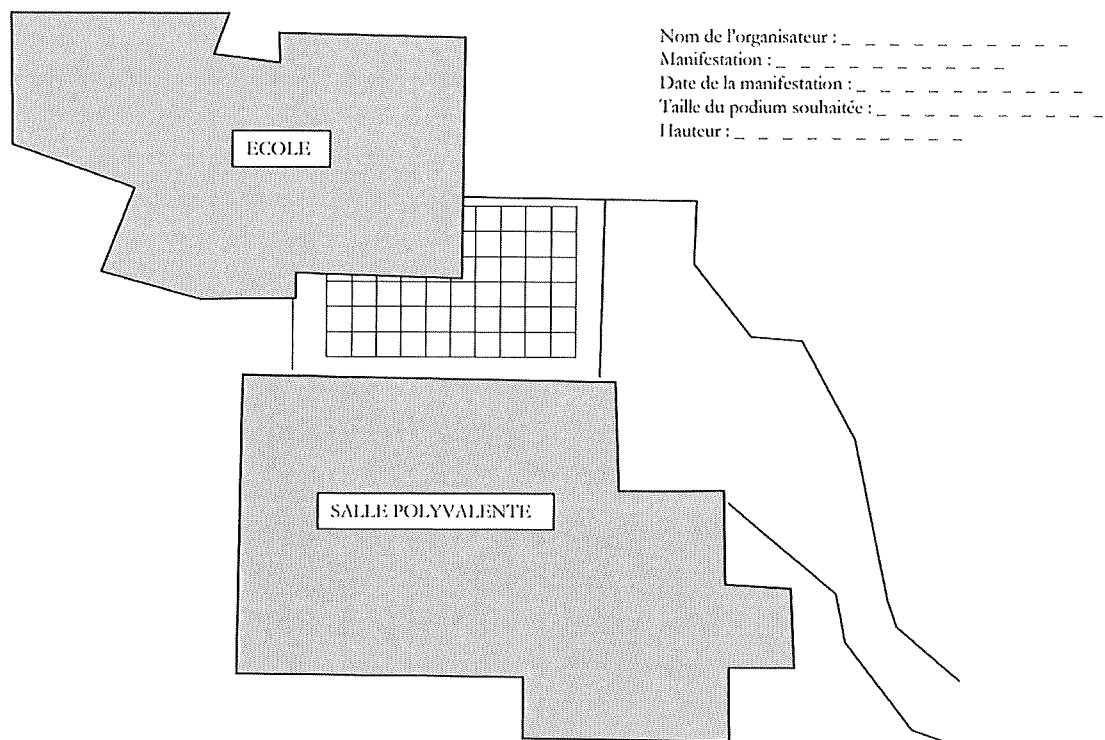 Nom de l'organisateur : _ _ _ _ _ _ _ _ _ _
Manifestation : _ _ _ _ _ _ _ _ _ _
Date de la manifestation : _ _ _ _ _ _ _ _ _ _
Taille du podium souhaitée : _ _ _ _ _ _ _ _ _ _
Hauteur : _ _ _ _ _ _ _ _ _ _
ECOLE
SALLE POLYVALENTE